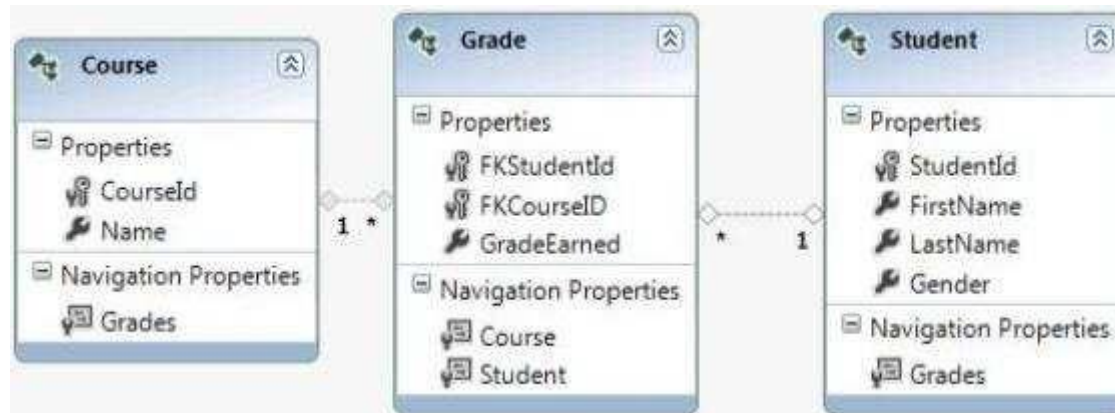 Course
Properties
CourseId
Name
Navigation Properties
Grades
1 *
Grade
Properties
FKStudentId
FKCourseID
GradeEarned
Navigation Properties
Course
Student
* 1
Student
Properties
StudentId
FirstName
LastName
Gender
Navigation Properties
Grades